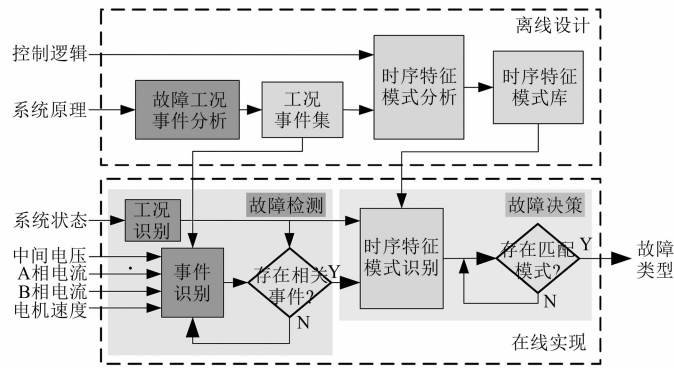 离线设计
控制逻辑
系统原理
故障工况
事件分析
工况
事件集
时序特征
模式分析
时序特征
模式库
系统状态
工况
识别
故障检测
故障决策
中间电压
A相电流
B相电流
电机速度
事件
识别
存在相关
事件?
Y
N
时序特征
模式识别
存在匹配
模式?
Y
N
故障
类型
在线实现